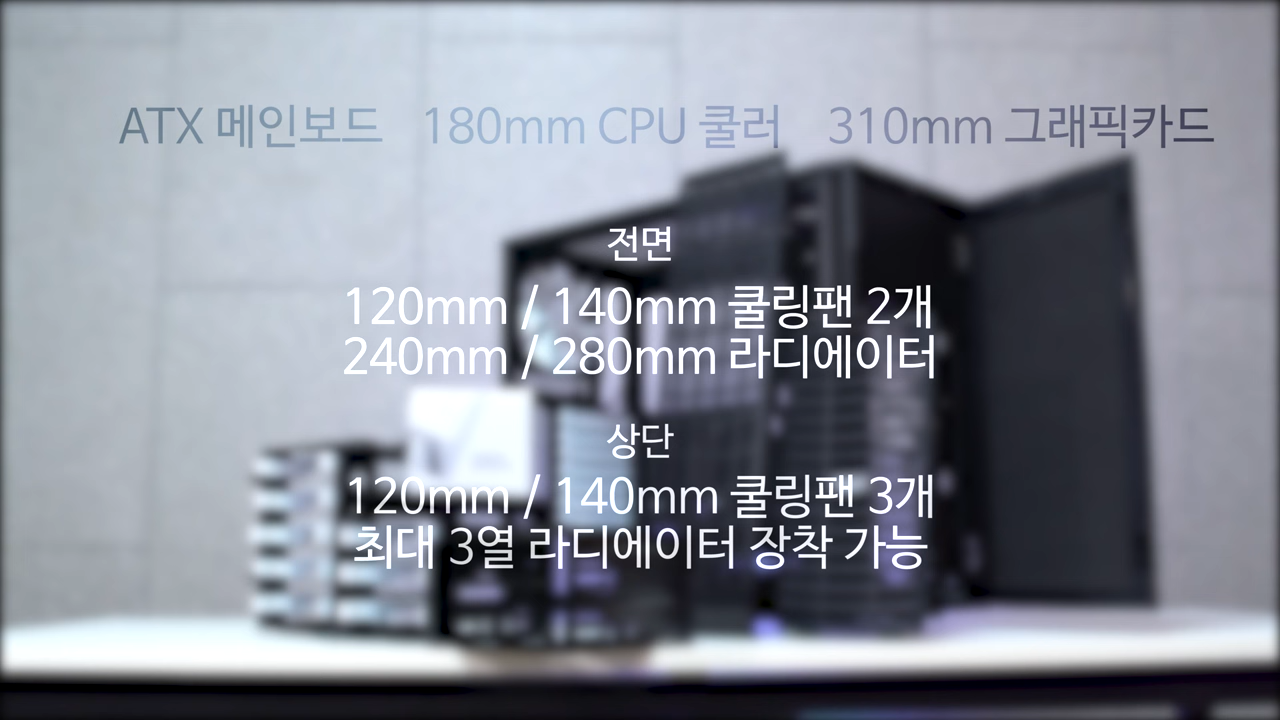 ATX 메인보드 180mm CPU 쿨러 310mm 그래픽카드
전면
120mm / 140mm 쿨링팬 2개
240mm / 280mm 라디에이터
상단
120mm / 140mm 쿨링팬 3개
최대 3열 라디에이터 장착 가능